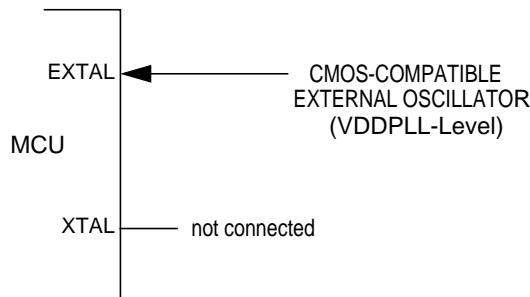 EXTAL
CMOS-COMPATIBLE
EXTERNAL OSCILLATOR
(VDDPLL-Level)
MCU
XTAL
not connected